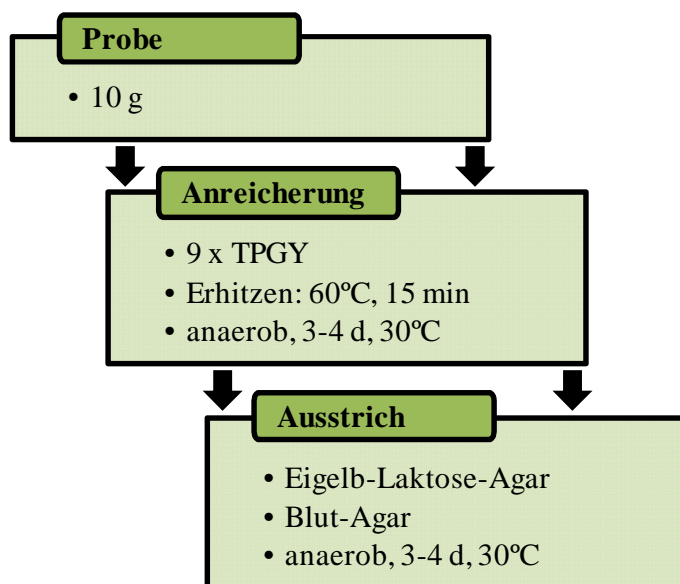 Probe
• 10 g
Anreicherung
• 9 x TPGY
• Erhitzen: 60ºC, 15 min
• anaerob, 3-4 d, 30ºC
Ausstrich
• Eigelb-Laktose-Agar
• Blut-Agar
• anaerob, 3-4 d, 30ºC